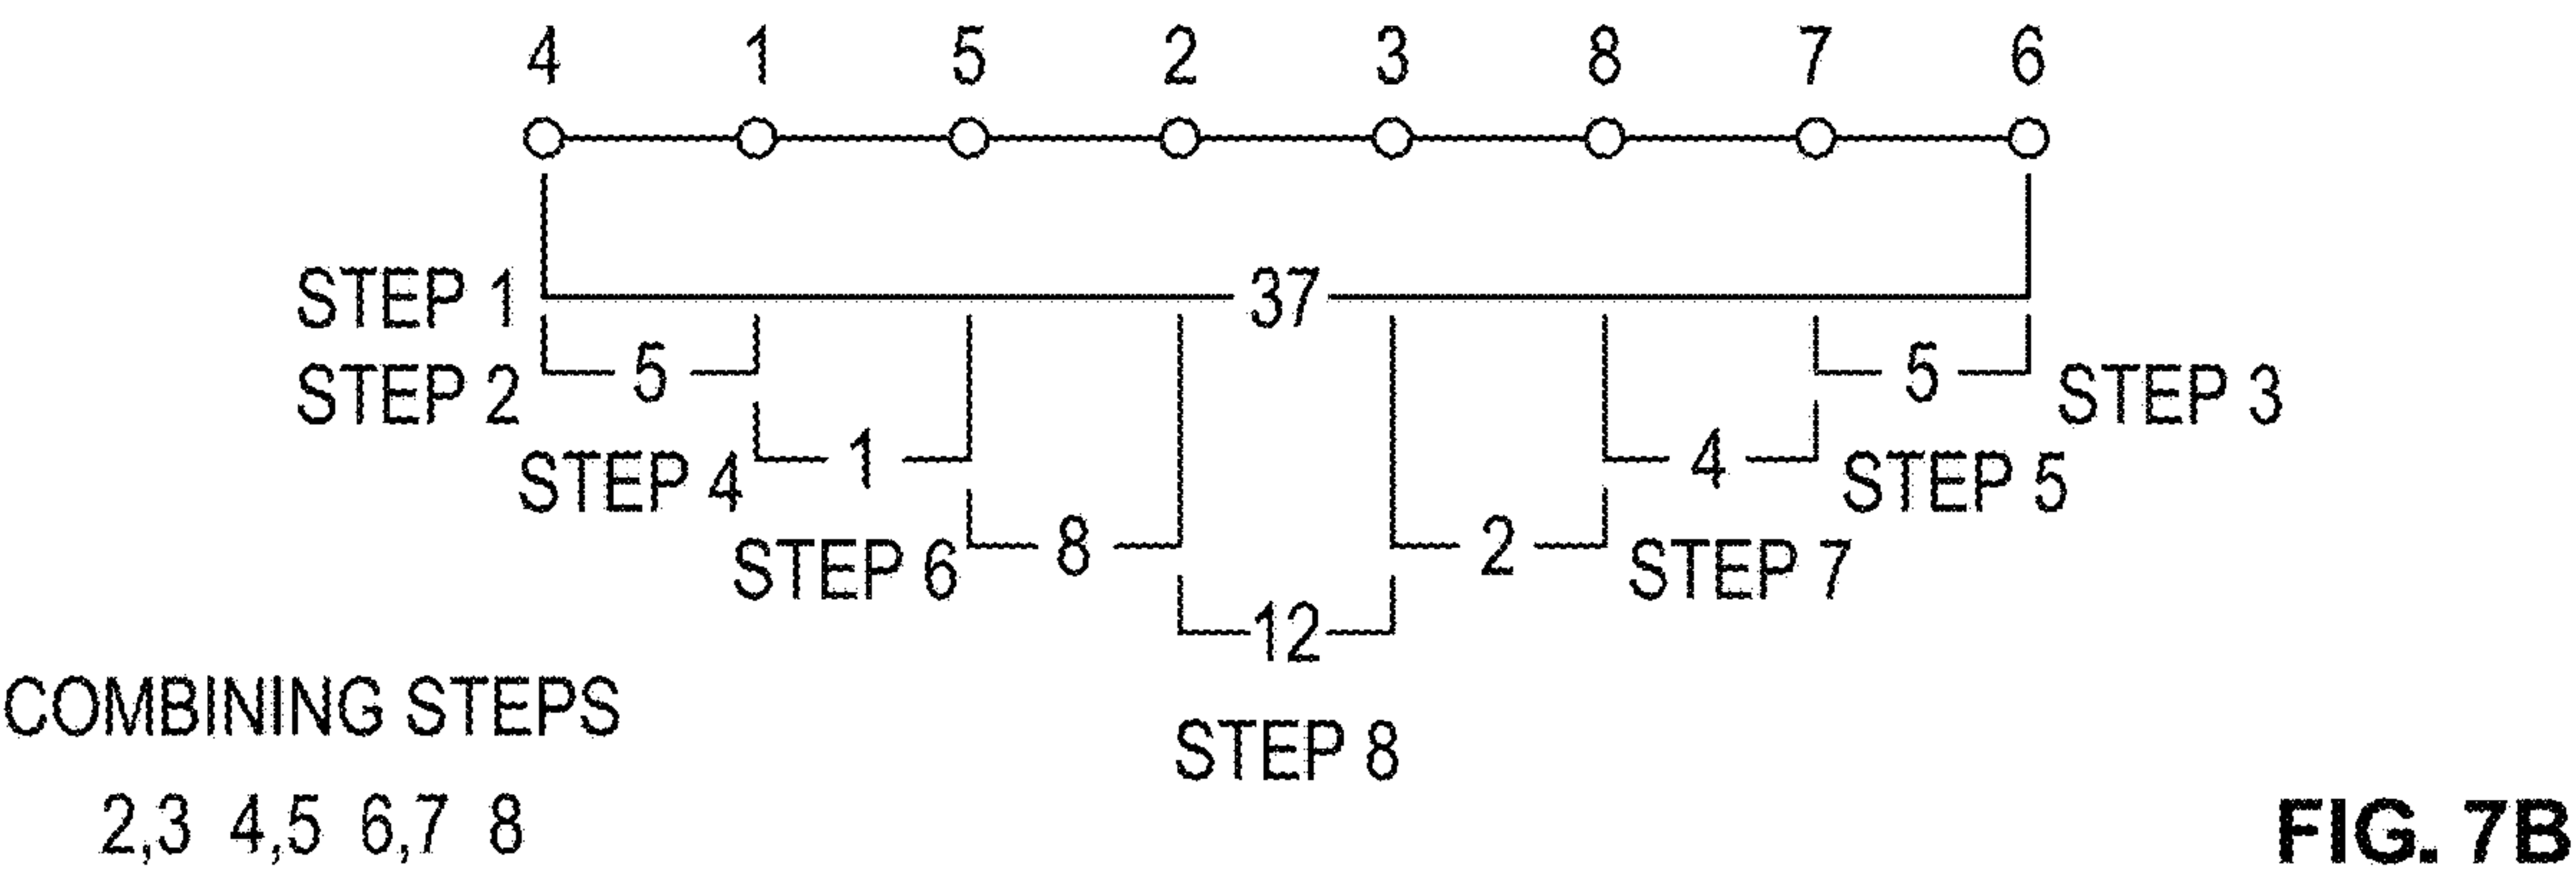 4 1 5 2 3 8 7 6
STEP 1 37
STEP 2 5 5 STEP 3
STEP 4 1 4 STEP 5
STEP 6 8 2 STEP 7
12
STEP 8
COMBINING STEPS
2,3 4,5 6,7 8
FIG. 7B